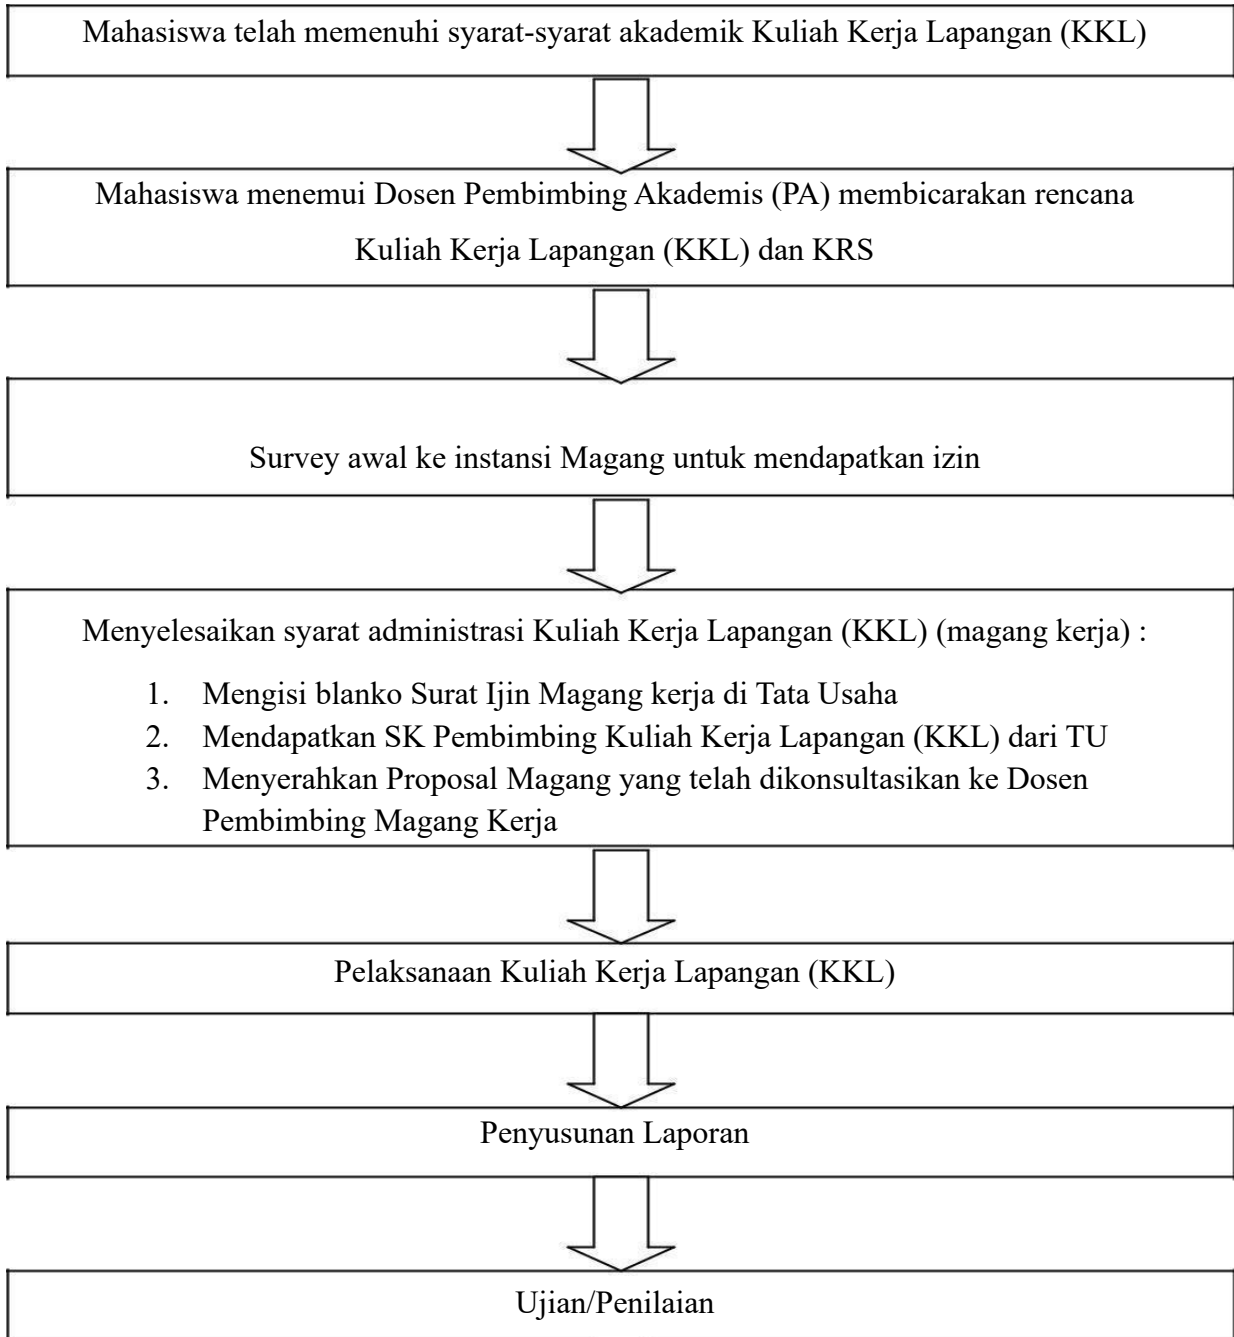 Mahasiswa telah memenuhi syarat-syarat akademik Kuliah Kerja Lapangan (KKL)
Mahasiswa menemui Dosen Pembimbing Akademis (PA) membicarakan rencana
Kuliah Kerja Lapangan (KKL) dan KRS
Survey awal ke instansi Magang untuk mendapatkan izin
Menyelesaikan syarat administrasi Kuliah Kerja Lapangan (KKL) (magang kerja) :
1. Mengisi blanko Surat Ijin Magang kerja di Tata Usaha
2. Mendapatkan SK Pembimbing Kuliah Kerja Lapangan (KKL) dari TU
3. Menyerahkan Proposal Magang yang telah dikonsultasikan ke Dosen
Pembimbing Magang Kerja
Pelaksanaan Kuliah Kerja Lapangan (KKL)
Penyusunan Laporan
Ujian/Penilaian